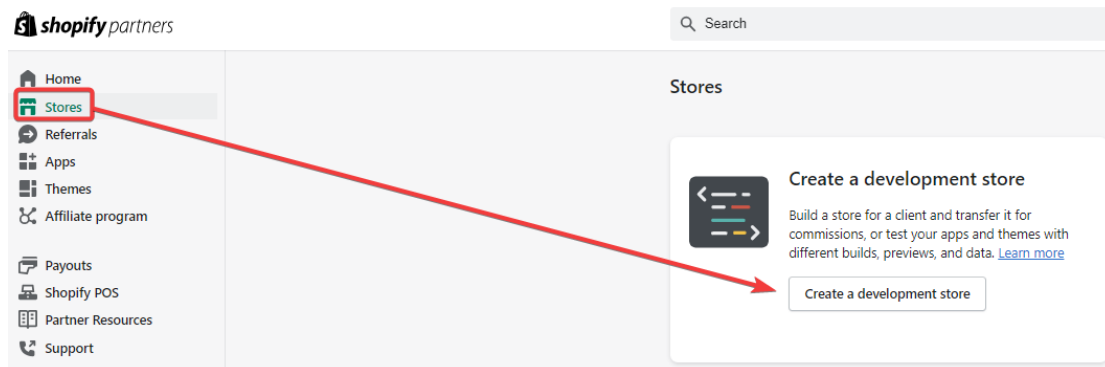 shopify partners
Search
Home
Stores
Referrals
Apps
Themes
Affiliate program
Payouts
Shopify POS
Partner Resources
Support
Stores
Create a development store
Build a store for a client and transfer it for
commissions, or test your apps and themes with
different builds, previews, and data. Learn more
Create a development store